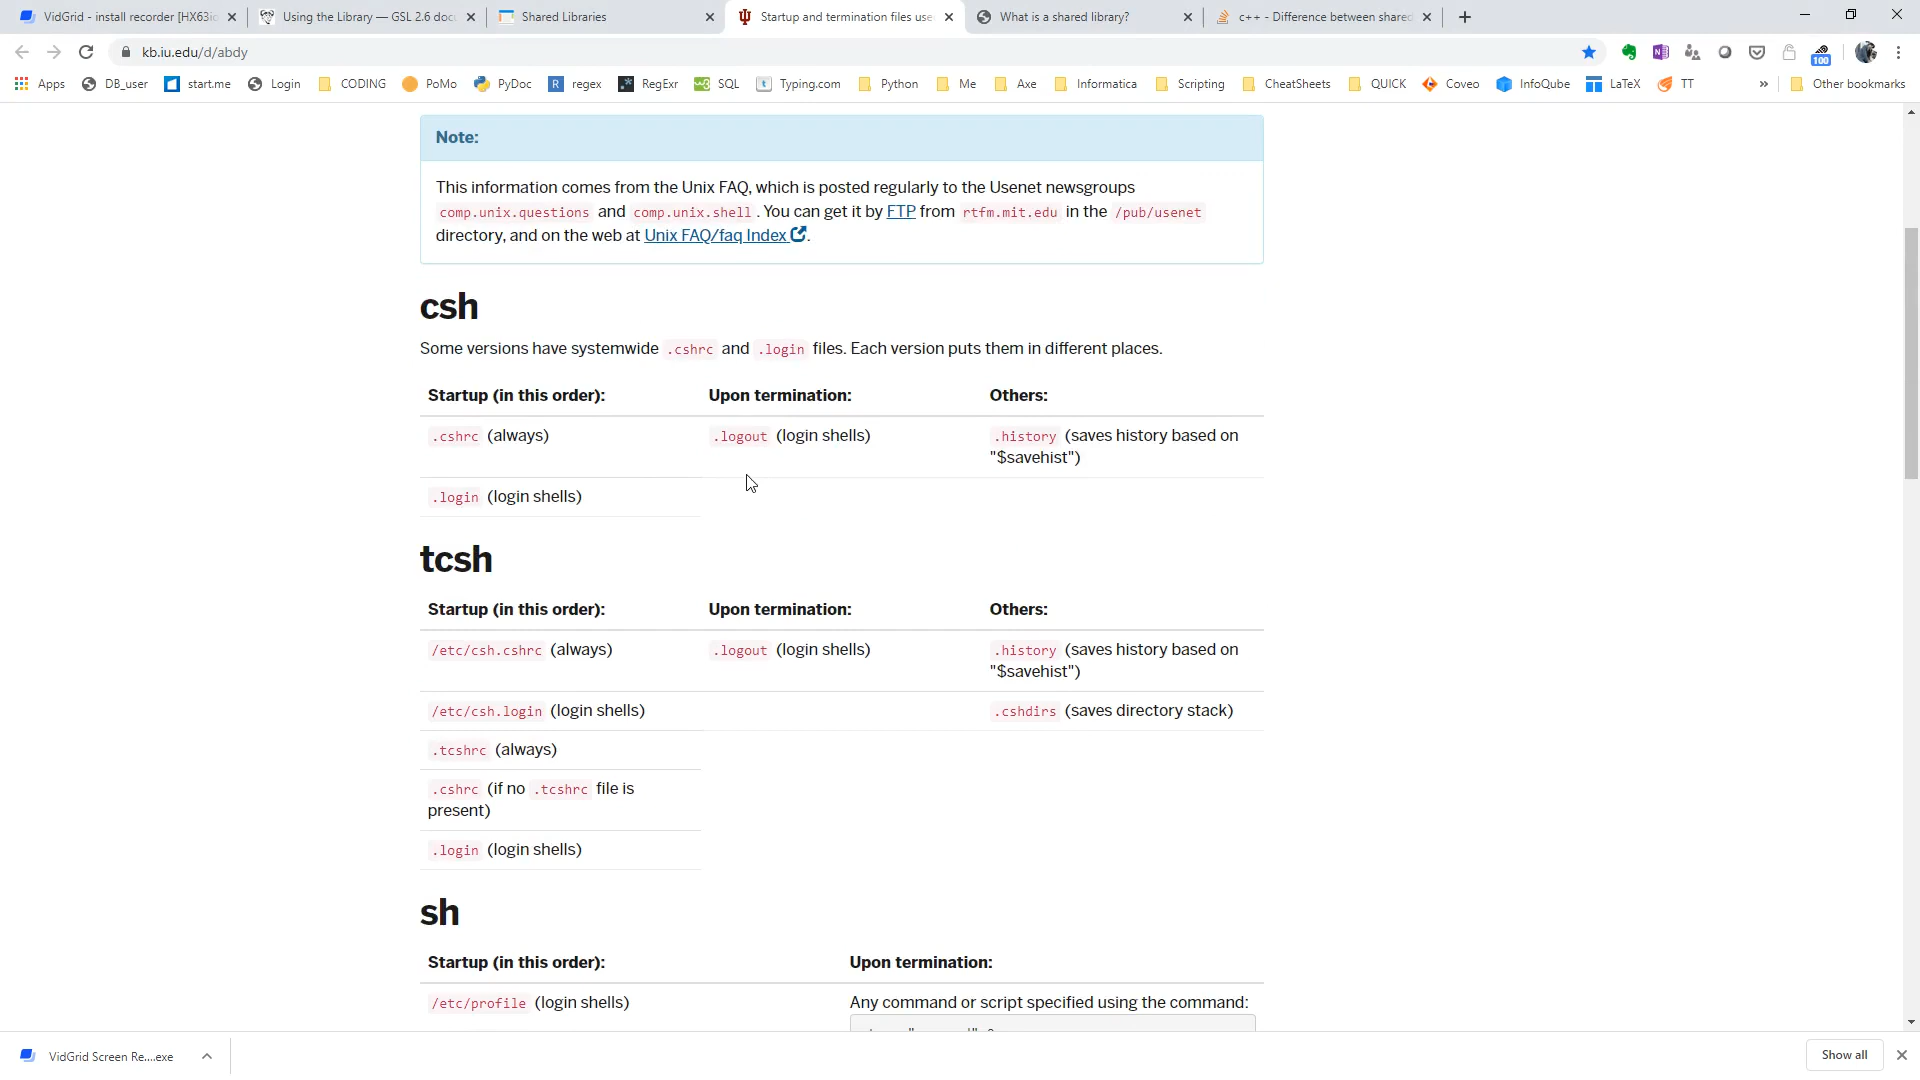 VidGrid - install recorder [HX63i
Using the Library — GSL 2.6 doc
Shared Libraries
Startup and termination files use
What is a shared library?
c++ - Difference between shared
kb.iu.edu/d/abdy
100
Apps
DB_user
start.me
Login
CODING
PoMo
PyDoc
R
regex
RegExr
SQL
Typing.com
Python
Me
Axe
Informatica
Scripting
CheatSheets
QUICK
Coveo
InfoQube
LaTeX
TT
»
Other bookmarks
Note:
This information comes from the Unix FAQ, which is posted regularly to the Usenet newsgroups
comp.unix.questions and comp.unix.shell . You can get it by FTP from rtfm.mit.edu in the /pub/usenet
directory, and on the web at Unix FAQ/faq Index .
csh
Some versions have systemwide .cshrc and .login files. Each version puts them in different places.
Startup (in this order):
Upon termination:
Others:
.cshrc (always)
.logout (login shells)
.history (saves history based on
"$savehist")
.login (login shells)
tcsh
Startup (in this order):
Upon termination:
Others:
/etc/csh.cshrc (always)
.logout (login shells)
.history (saves history based on
"$savehist")
/etc/csh.login (login shells)
.cshdirs (saves directory stack)
.tcshrc (always)
.cshrc (if no .tcshrc file is
present)
.login (login shells)
sh
Startup (in this order):
Upon termination:
/etc/profile (login shells)
Any command or script specified using the command:
VidGrid Screen Re....exe
Show all